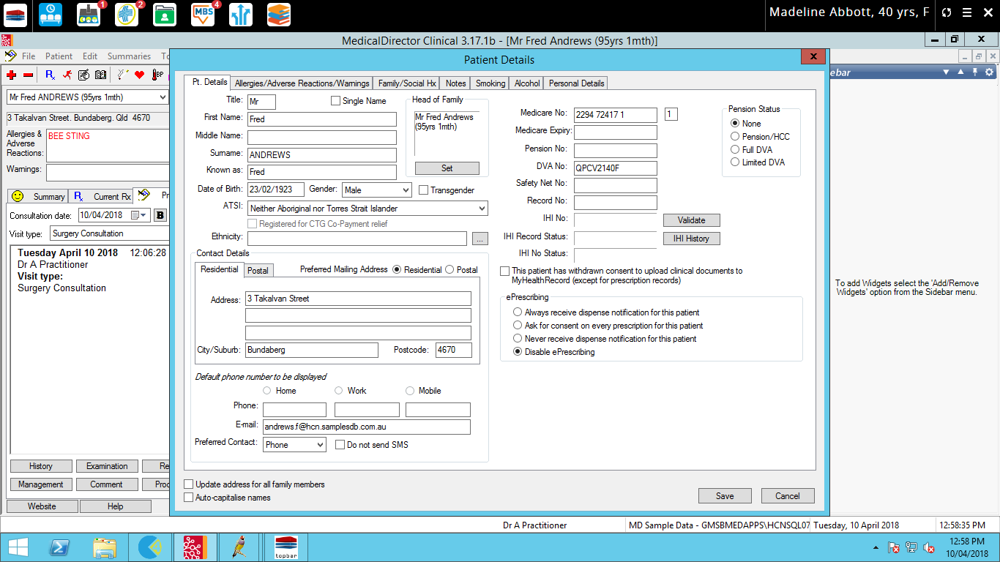 1
2
MBS
4
Madeline Abbott, 40 yrs, F
MedicalDirector Clinical 3.17.1b - [Mr Fred Andrews (95yrs 1mth)]
File Patient Edit Summaries To
Patient Details
ebar
Rx BP
Mr Fred ANDREWS (95yrs 1mth)
3 Takalvan Street. Bundaberg. Qld 4670
Allergies & Adverse Reactions:
BEE STING
Warnings:
Summary Rx Current Rx Pr
Consultation date: 10/04/2018 B
Visit type: Surgery Consultation
Tuesday April 10 2018 12:06:28
Dr A Practitioner
Visit type:
Surgery Consultation
History Examination Re
Management Comment Proc
Website Help
Pt. Details Allergies/Adverse Reactions/Warnings Family/Social Hx Notes Smoking Alcohol Personal Details
Title: Mr Single Name
First Name: Fred
Middle Name:
Surname: ANDREWS
Known as: Fred
Head of Family
Mr Fred Andrews
(95yrs 1mth)
Set
Date of Birth: 23/02/1923 Gender: Male Transgender
ATSI: Neither Aboriginal nor Torres Strait Islander
Registered for CTG Co-Payment relief
Ethnicity: ...
Contact Details
Residential Postal Preferred Mailing Address Residential Postal
Address: 3 Takalvan Street
City/Suburb: Bundaberg Postcode: 4670
Default phone number to be displayed
Home Work Mobile
Phone:
E-mail: andrews.f@hcn.samplesdb.com.au
Preferred Contact: Phone Do not send SMS
Medicare No: 2294 72417 1 1
Medicare Expiry:
Pension No:
DVA No: QPCV2140F
Safety Net No:
Record No:
IHI No: Validate
IHI Record Status: IHI History
IHI No Status:
Pension Status
None
Pension/HCC
Full DVA
Limited DVA
This patient has withdrawn consent to upload clinical documents to
MyHealthRecord (except for prescription records)
ePrescribing
Always receive dispense notification for this patient
Ask for consent on every prescription for this patient
Never receive dispense notification for this patient
Disable ePrescribing
Update address for all family members
Auto-capitalise names
Save Cancel
To add Widgets select the 'Add/Remove
Widgets' option from the Sidebar menu.
Dr A Practitioner MD Sample Data - GMSBMEDAPPS\HCNSQL07 Tuesday, 10 April 2018 12:58:35 PM
topbar
12:58 PM
10/04/2018